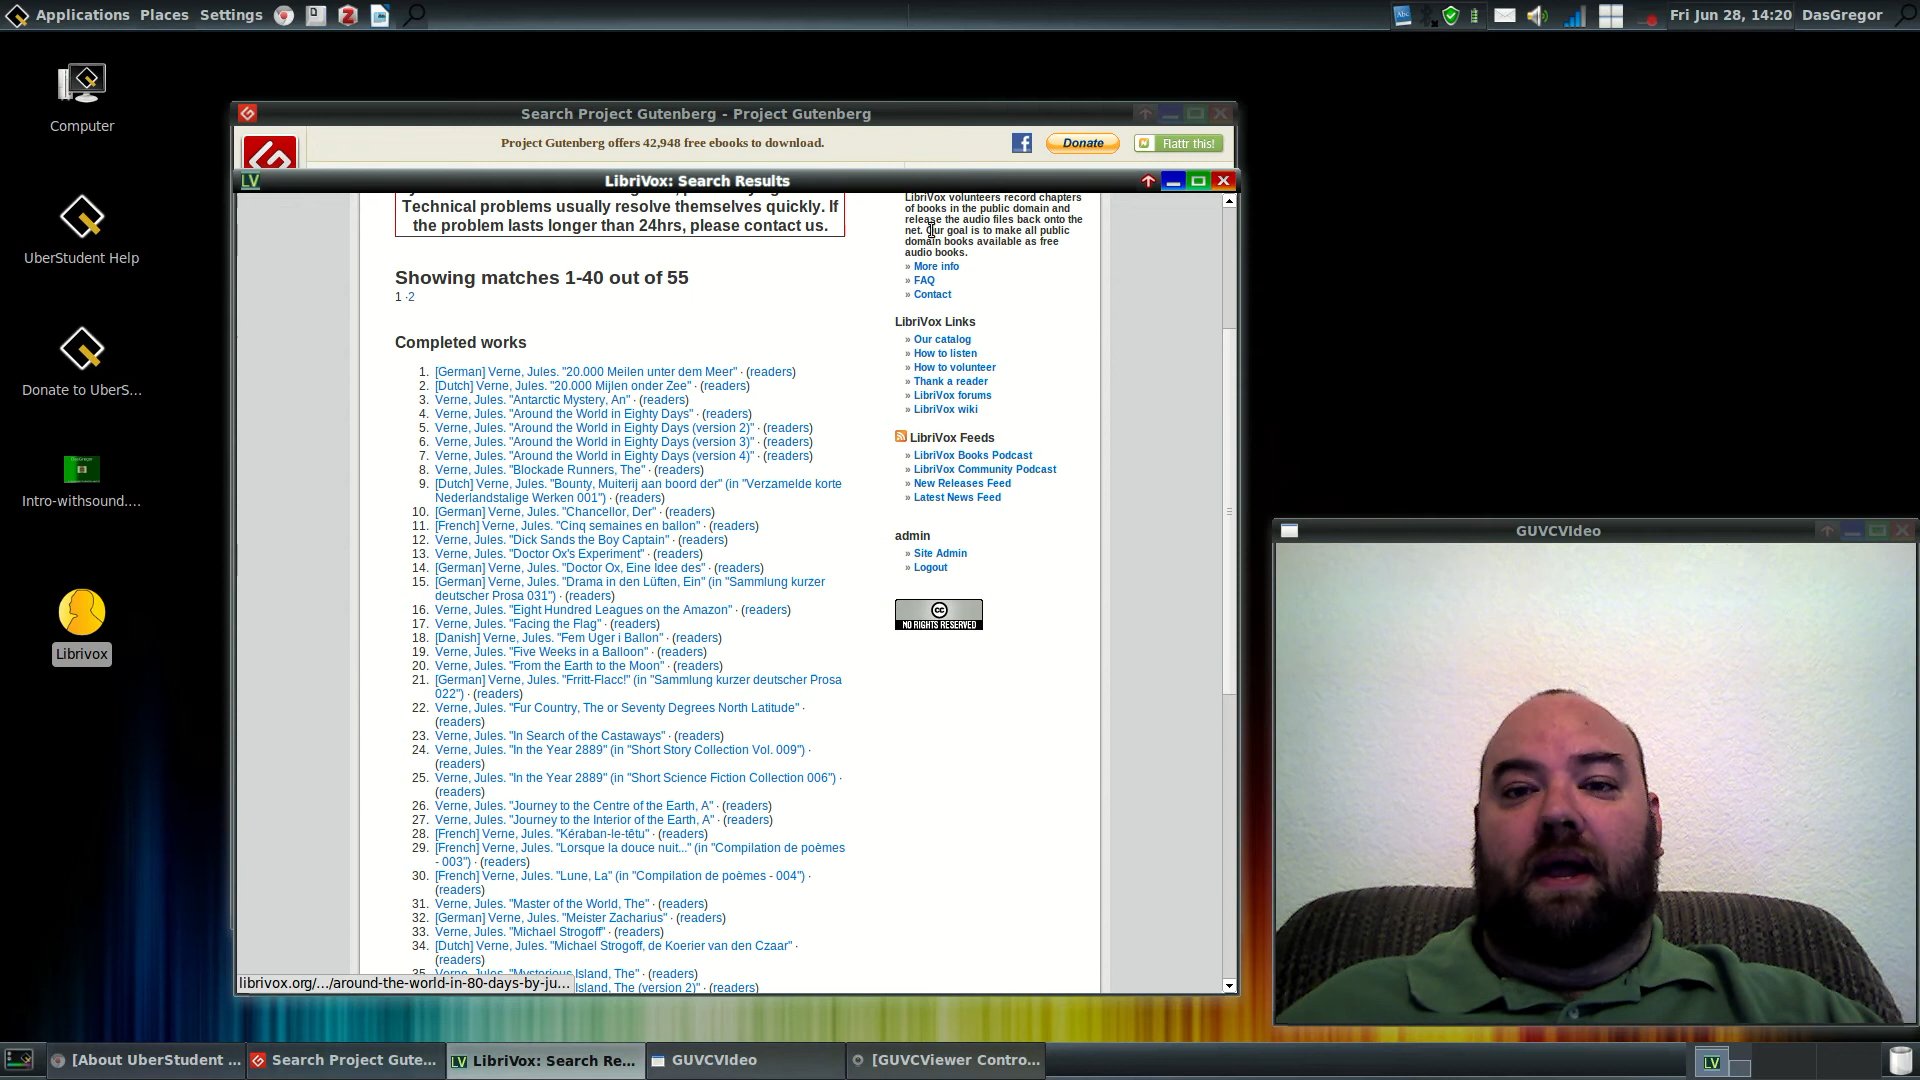 Applications Places Settings
Fri Jun 28, 14:20 DasGregor
Computer
UberStudent Help
Donate to UberS...
Intro-withsound....
Librivox
Search Project Gutenberg - Project Gutenberg
Project Gutenberg offers 42,948 free ebooks to download.
Donate
Flattr this!
LV
LibriVox: Search Results
Technical problems usually resolve themselves quickly. If
the problem lasts longer than 24hrs, please contact us.
Showing matches 1-40 out of 55
1 ·2
Completed works
1. [German] Verne, Jules. "20.000 Meilen unter dem Meer" · (readers)
2. [Dutch] Verne, Jules. "20.000 Mijlen onder Zee" · (readers)
3. Verne, Jules. "Antarctic Mystery, An" · (readers)
4. Verne, Jules. "Around the World in Eighty Days" · (readers)
5. Verne, Jules. "Around the World in Eighty Days (version 2)" · (readers)
6. Verne, Jules. "Around the World in Eighty Days (version 3)" · (readers)
7. Verne, Jules. "Around the World in Eighty Days (version 4)" · (readers)
8. Verne, Jules. "Blockade Runners, The" · (readers)
9. [Dutch] Verne, Jules. "Bounty, Muiterij aan boord der" (in "Verzamelde korte
Nederlandstalige Werken 001") · (readers)
10. [German] Verne, Jules. "Chancellor, Der" · (readers)
11. [French] Verne, Jules. "Cinq semaines en ballon" · (readers)
12. Verne, Jules. "Dick Sands the Boy Captain" · (readers)
13. Verne, Jules. "Doctor Ox's Experiment" · (readers)
14. [German] Verne, Jules. "Doctor Ox, Eine Idee des" · (readers)
15. [German] Verne, Jules. "Drama in den Lüften, Ein" (in "Sammlung kurzer
deutscher Prosa 031") · (readers)
16. Verne, Jules. "Eight Hundred Leagues on the Amazon" · (readers)
17. Verne, Jules. "Facing the Flag" · (readers)
18. [Danish] Verne, Jules. "Fem Uger i Ballon" · (readers)
19. Verne, Jules. "Five Weeks in a Balloon" · (readers)
20. Verne, Jules. "From the Earth to the Moon" · (readers)
21. [German] Verne, Jules. "Frritt-Flacc!" (in "Sammlung kurzer deutscher Prosa
022") · (readers)
22. Verne, Jules. "Fur Country, The or Seventy Degrees North Latitude" ·
(readers)
23. Verne, Jules. "In Search of the Castaways" · (readers)
24. Verne, Jules. "In the Year 2889" (in "Short Story Collection Vol. 009") ·
(readers)
25. Verne, Jules. "In the Year 2889" (in "Short Science Fiction Collection 006") ·
(readers)
26. Verne, Jules. "Journey to the Centre of the Earth, A" · (readers)
27. Verne, Jules. "Journey to the Interior of the Earth, A" · (readers)
28. [French] Verne, Jules. "Kéraban-le-têtu" · (readers)
29. [French] Verne, Jules. "Lorsque la douce nuit..." (in "Compilation de poèmes
- 003") · (readers)
30. [French] Verne, Jules. "Lune, La" (in "Compilation de poèmes - 004") ·
(readers)
31. Verne, Jules. "Master of the World, The" · (readers)
32. [German] Verne, Jules. "Meister Zacharius" · (readers)
33. Verne, Jules. "Michael Strogoff" · (readers)
34. [Dutch] Verne, Jules. "Michael Strogoff, de Koerier van den Czaar" ·
(readers)
35. Verne, Jules. "Mysterious Island, The" · (readers)
Island, The (version 2)" · (readers)
librivox.org/.../around-the-world-in-80-days-by-ju...
LibriVox volunteers record chapters
of books in the public domain and
release the audio files back onto the
net. Our goal is to make all public
domain books available as free
audio books.
» More info
» FAQ
» Contact
LibriVox Links
» Our catalog
» How to listen
» How to volunteer
» Thank a reader
» LibriVox forums
» LibriVox wiki
LibriVox Feeds
» LibriVox Books Podcast
» LibriVox Community Podcast
» New Releases Feed
» Latest News Feed
admin
» Site Admin
» Logout
cc
NO RIGHTS RESERVED
GUVCVIdeo
[About UberStudent ...
Search Project Gute...
LV LibriVox: Search Re...
GUVCVIdeo
[GUVCViewer Contro...
LV